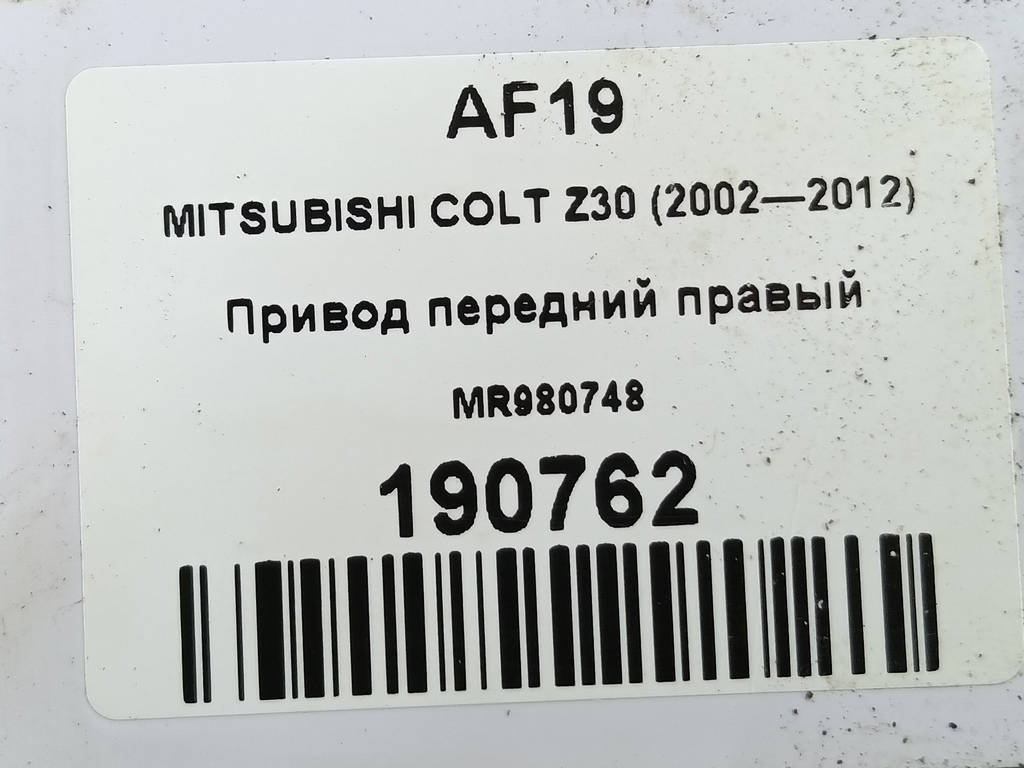 AF19
MITSUBISHI COLT Z30 (2002—2012)
Привод передний правый
MR980748
190762